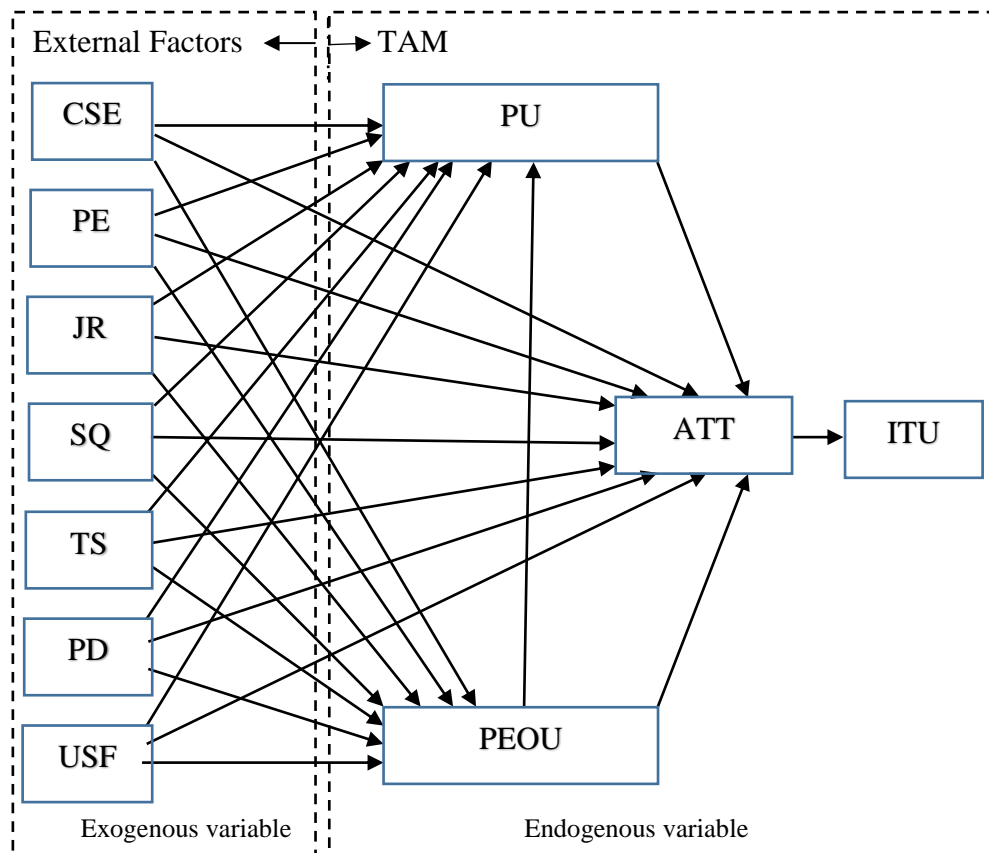 External Factors
TAM
CSE
PU
PE
JR
SQ
ATT
ITU
TS
PD
PEOU
USF
Exogenous variable
Endogenous variable